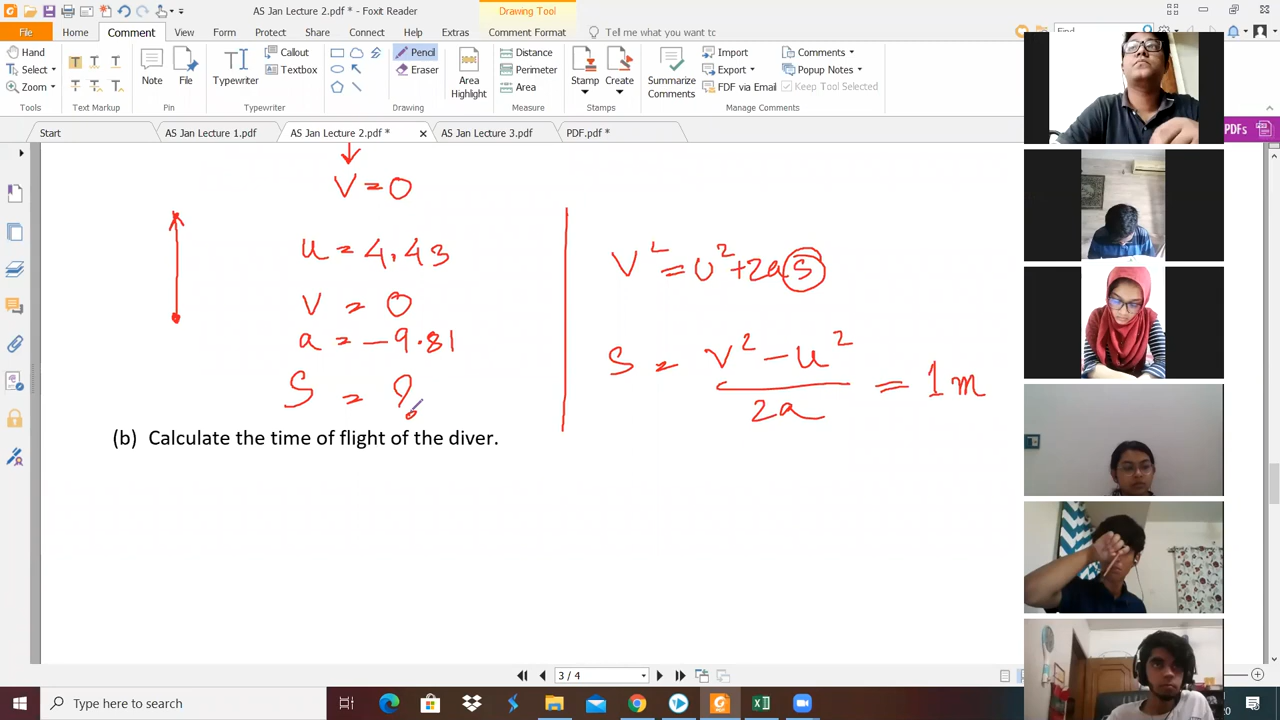 AS Jan Lecture 2.pdf * - Foxit Reader
Drawing Tool
File Home Comment View Form Protect Share Connect Help Extras Comment Format Tell me what you want tc
Hand
Select
Zoom
Tools
Text Markup
Note
File
Pin
Typewriter
Callout
Textbox
Typewriter
Pencil
Eraser
Area Highlight
Drawing
Distance
Perimeter
Area
Measure
Stamp
Create
Stamps
Summarize Comments
Import
Export
FDF via Email
Comments
Popup Notes
Keep Tool Selected
Manage Comments
Start
AS Jan Lecture 1.pdf
AS Jan Lecture 2.pdf *
AS Jan Lecture 3.pdf
PDF.pdf *
PDFs
V = 0
u = 4.43
V = 0
a = -9.81
S = ?
V² = U² + 2aS
S = V² - u² / 2a = 1m
(b) Calculate the time of flight of the diver.
3 / 4
Type here to search
20